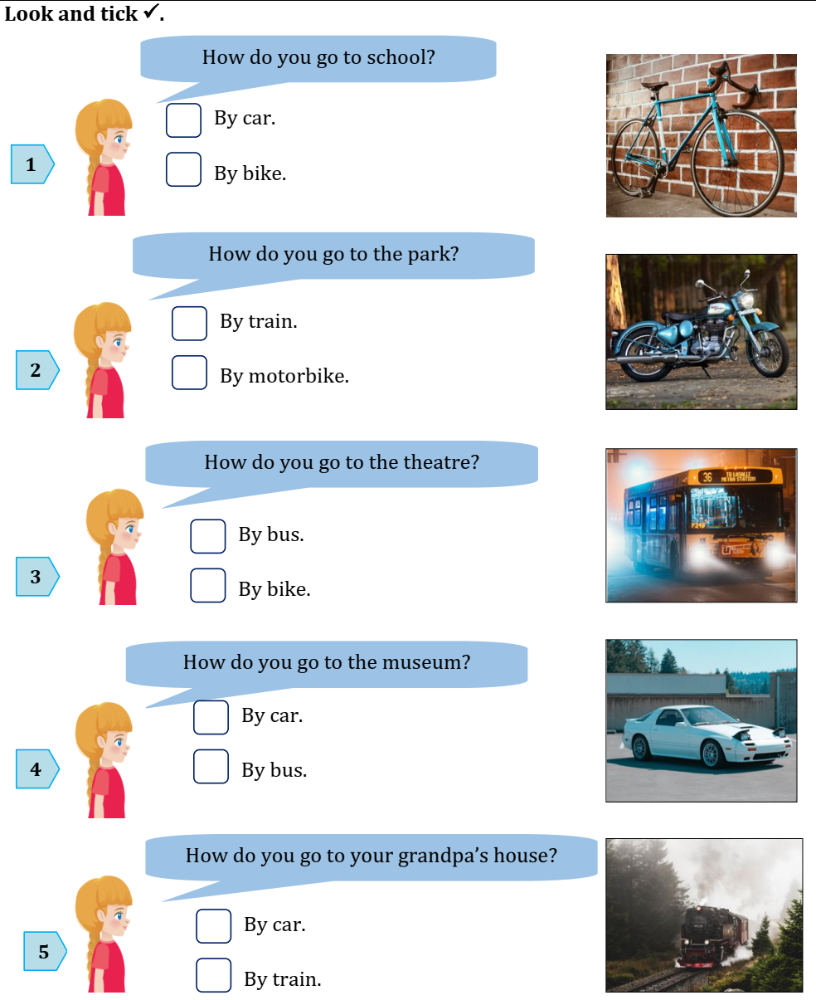 Look and tick ✓.
How do you go to school?
By car.
1
By bike.
How do you go to the park?
By train.
2
By motorbike.
How do you go to the theatre?
36 TO LASALLE
METRA STATION
By bus.
3
By bike.
How do you go to the museum?
By car.
4
By bus.
How do you go to your grandpa’s house?
By car.
5
By train.